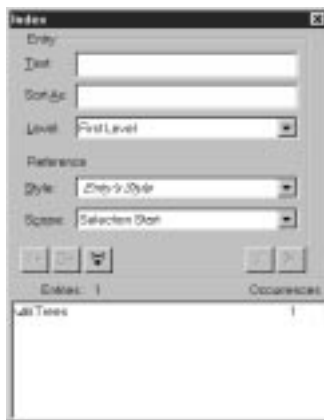 Index
Entry
Text:
Sort As:
Level: First Level
Reference
Style: Entry's Style
Scope: Selection Start
Entries: 1 Occurrences
Trees 1